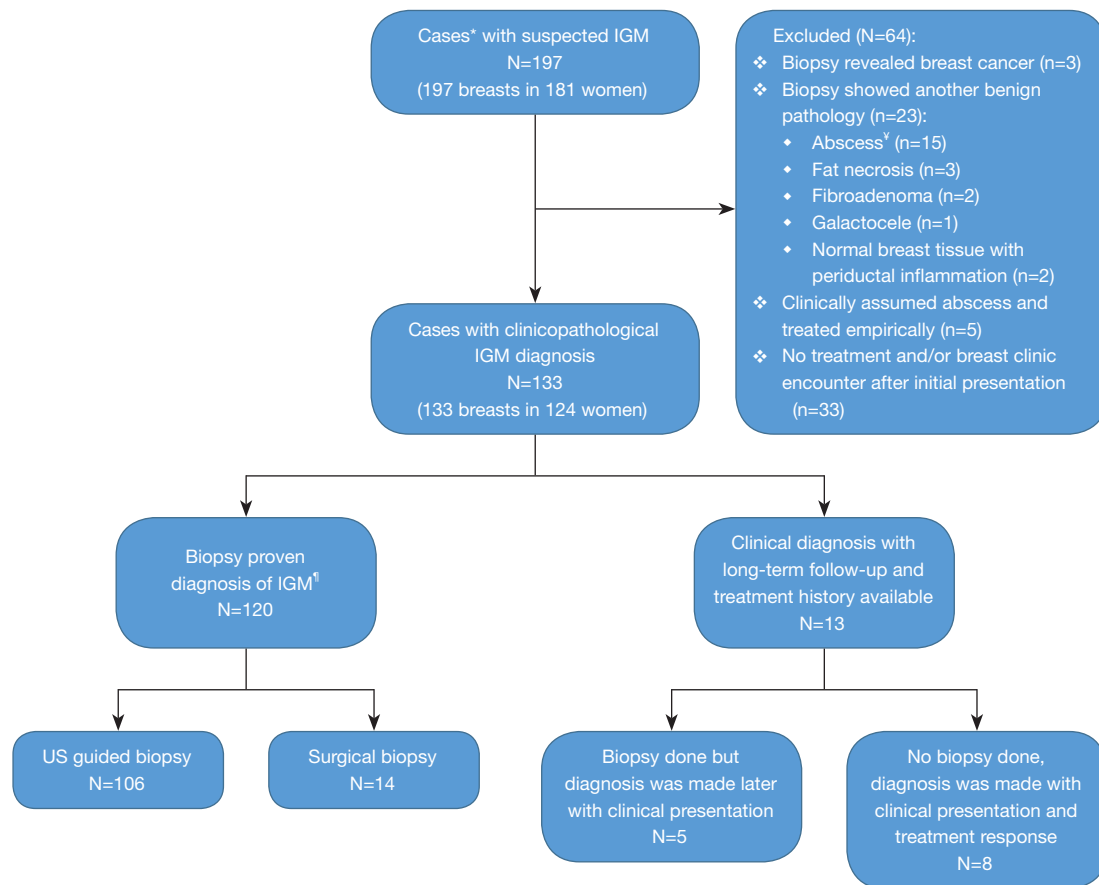 Cases* with suspected IGM
N=197
(197 breasts in 181 women)
Excluded (N=64):
❖ Biopsy revealed breast cancer (n=3)
❖ Biopsy showed another benign
pathology (n=23):
◆ Abscess¥ (n=15)
◆ Fat necrosis (n=3)
◆ Fibroadenoma (n=2)
◆ Galactocele (n=1)
◆ Normal breast tissue with
periductal inflammation (n=2)
❖ Clinically assumed abscess and
treated empirically (n=5)
❖ No treatment and/or breast clinic
encounter after initial presentation
(n=33)
Cases with clinicopathological
IGM diagnosis
N=133
(133 breasts in 124 women)
Biopsy proven
diagnosis of IGM¶
N=120
Clinical diagnosis with
long-term follow-up and
treatment history available
N=13
US guided biopsy
N=106
Surgical biopsy
N=14
Biopsy done but
diagnosis was made later
with clinical presentation
N=5
No biopsy done,
diagnosis was made with
clinical presentation and
treatment response
N=8